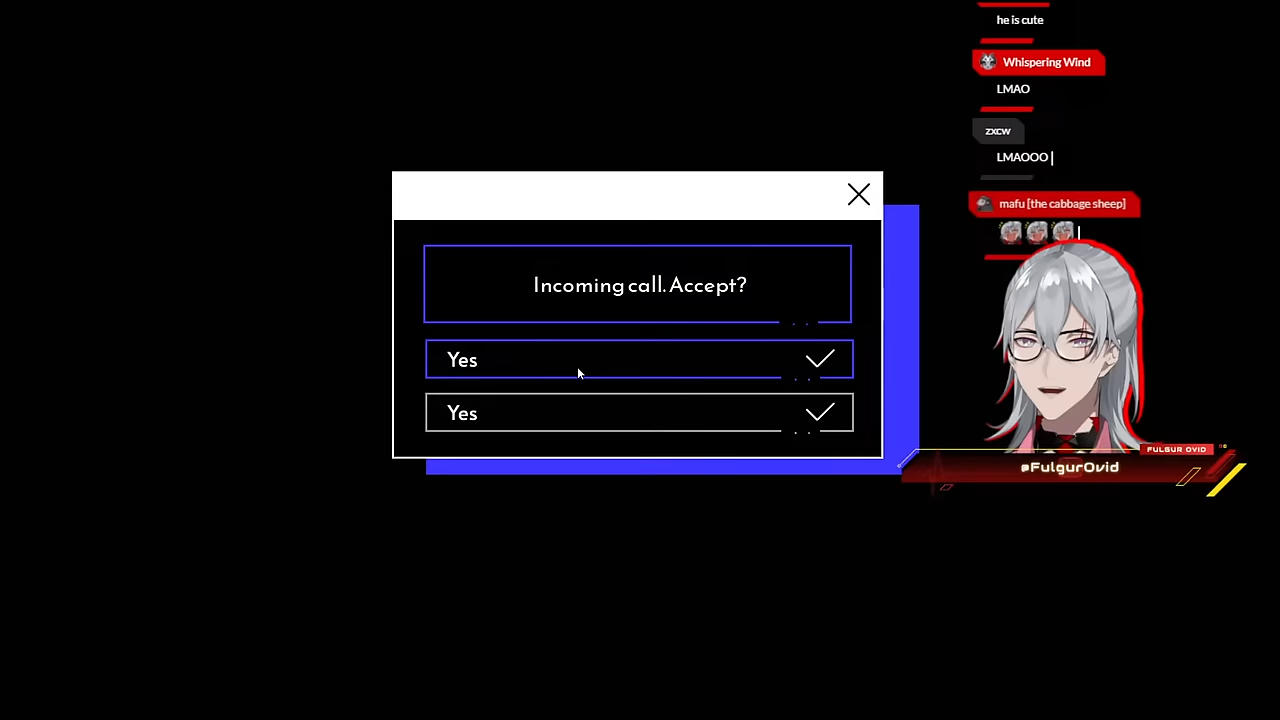 he is cute
Whispering Wind
LMAO
zxcw
LMAOOO
mafu [the cabbage sheep]
Incoming call. Accept?
Yes
Yes
FULGUR OVID
@FulgurOvid